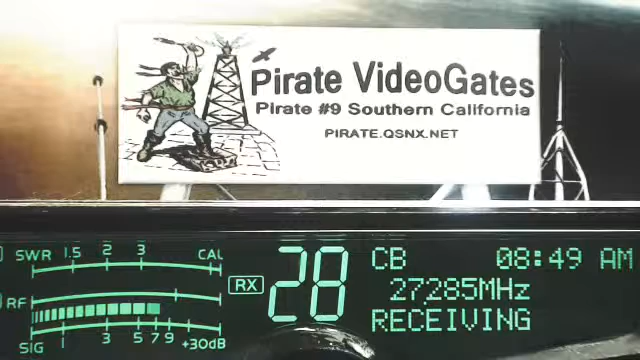 Pirate VideoGates
Pirate #9 Southern California
PIRATE.QSNX.NET
SWR 1.5 2 3 CAL
RX
28
CB
08:49 AM
27285MHz
RECEIVING
RF
SIG 1 3 5 7 9 +30dB